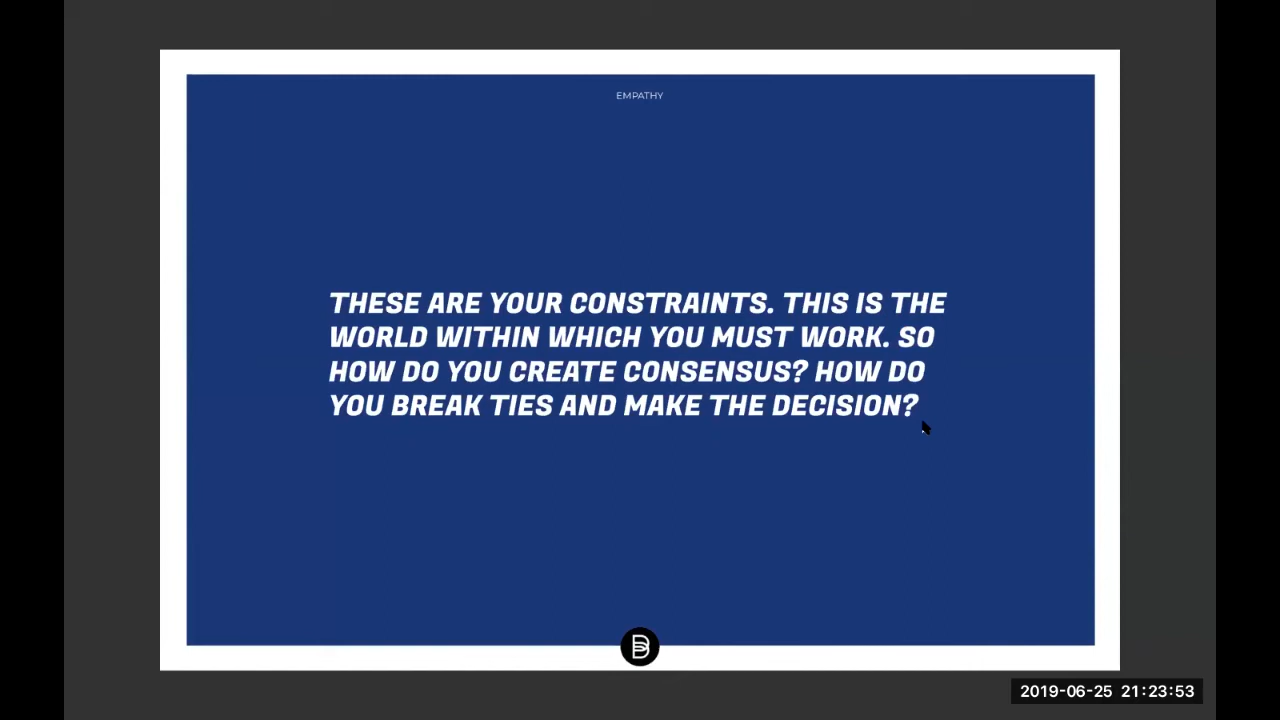 EMPATHY
THESE ARE YOUR CONSTRAINTS. THIS IS THE
WORLD WITHIN WHICH YOU MUST WORK. SO
HOW DO YOU CREATE CONSENSUS? HOW DO
YOU BREAK TIES AND MAKE THE DECISION?
B
2019-06-25 21:23:53